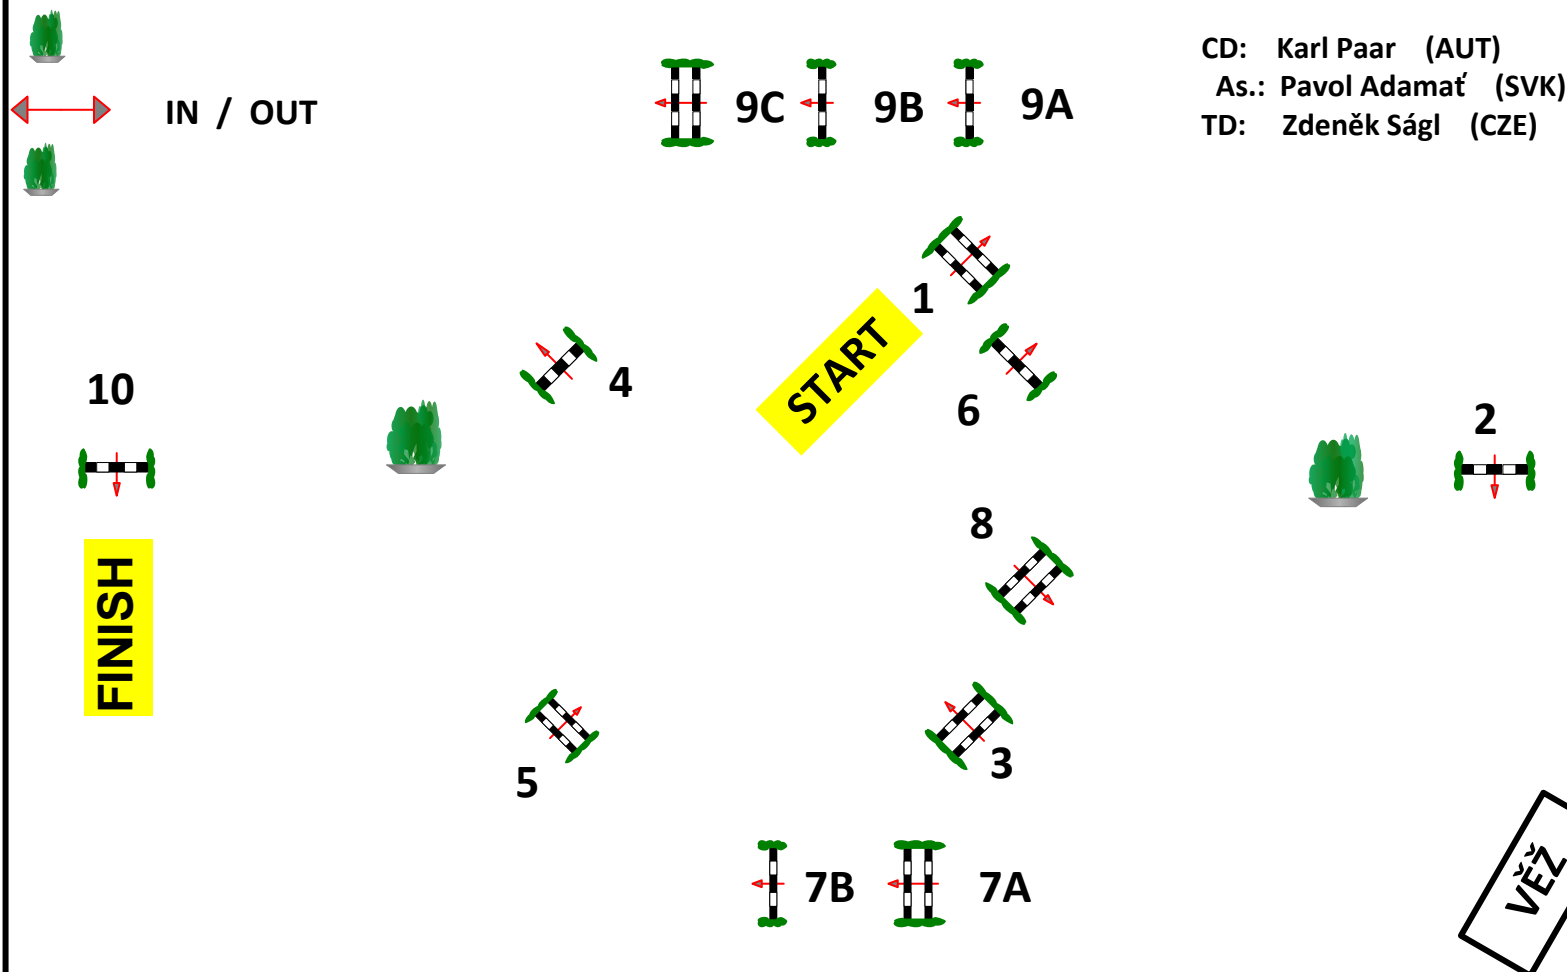 CD: Karl Paar (AUT)
As.: Pavol Adamať (SVK)
TD: Zdeněk Ságl (CZE)
IN / OUT
9C
9B
9A
1
START
4
6
10
2
8
FINISH
3
5
7B
7A
VĚŽ